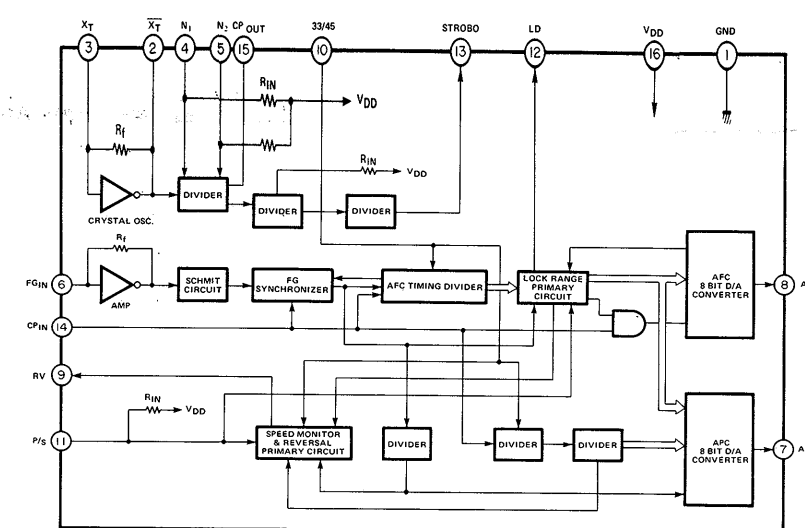 XT
XT
N1
N2
CP OUT
33/45
STROBO
LD
VDD
GND
3
2
4
5
15
10
13
12
16
1
RIN
VDD
Rf
RIN
VDD
DIVIDER
DIVIDER
DIVIDER
CRYSTAL OSC.
Rf
FGIN
6
AMP
SCHMIT
CIRCUIT
FG
SYNCHRONIZER
AFC TIMING DIVIDER
LOCK RANGE
PRIMARY
CIRCUIT
AFC
8 BIT D/A
CONVERTER
8
A
CPIN
14
RV
9
RIN
VDD
P/S
11
SPEED MONITOR
& REVERSAL
PRIMARY CIRCUIT
DIVIDER
DIVIDER
DIVIDER
APC
8 BIT D/A
CONVERTER
7
A